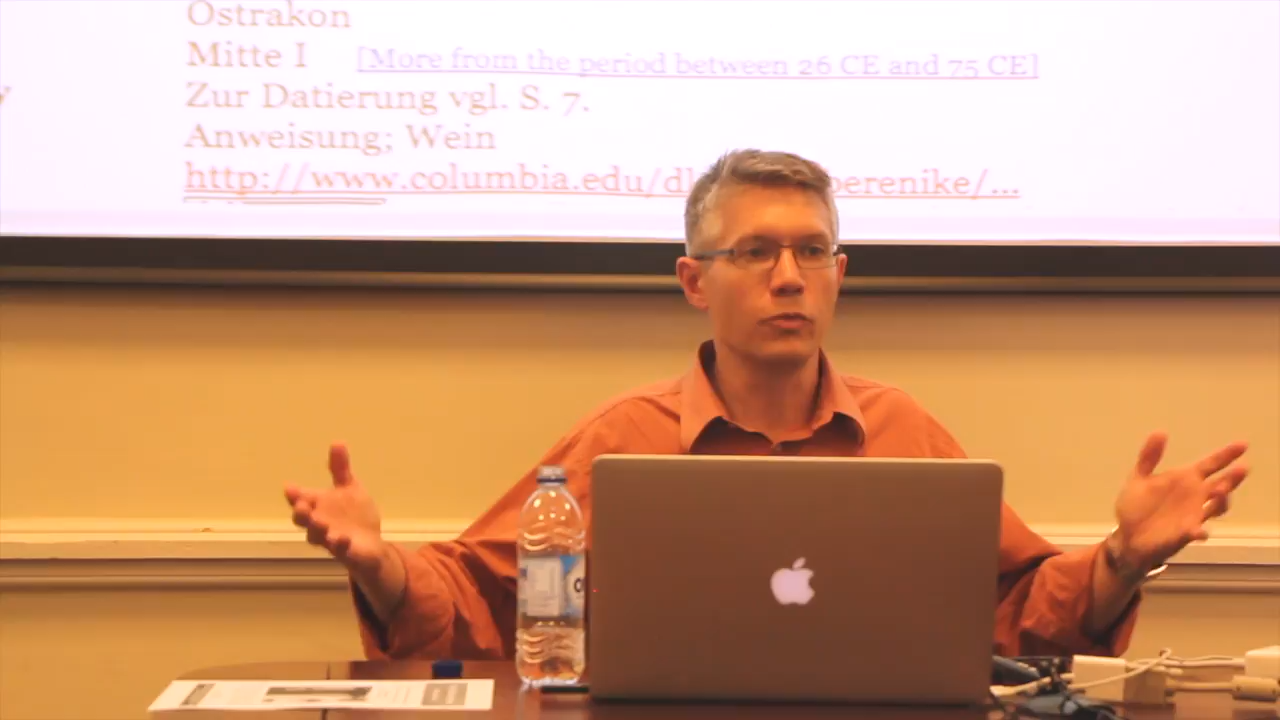 Ostrakon
Mitte I [More from the period between 26 CE and 75 CE]
Zur Datierung vgl. S. 7.
Anweisung; Wein
http://www.columbia.edu/dl berenike/...